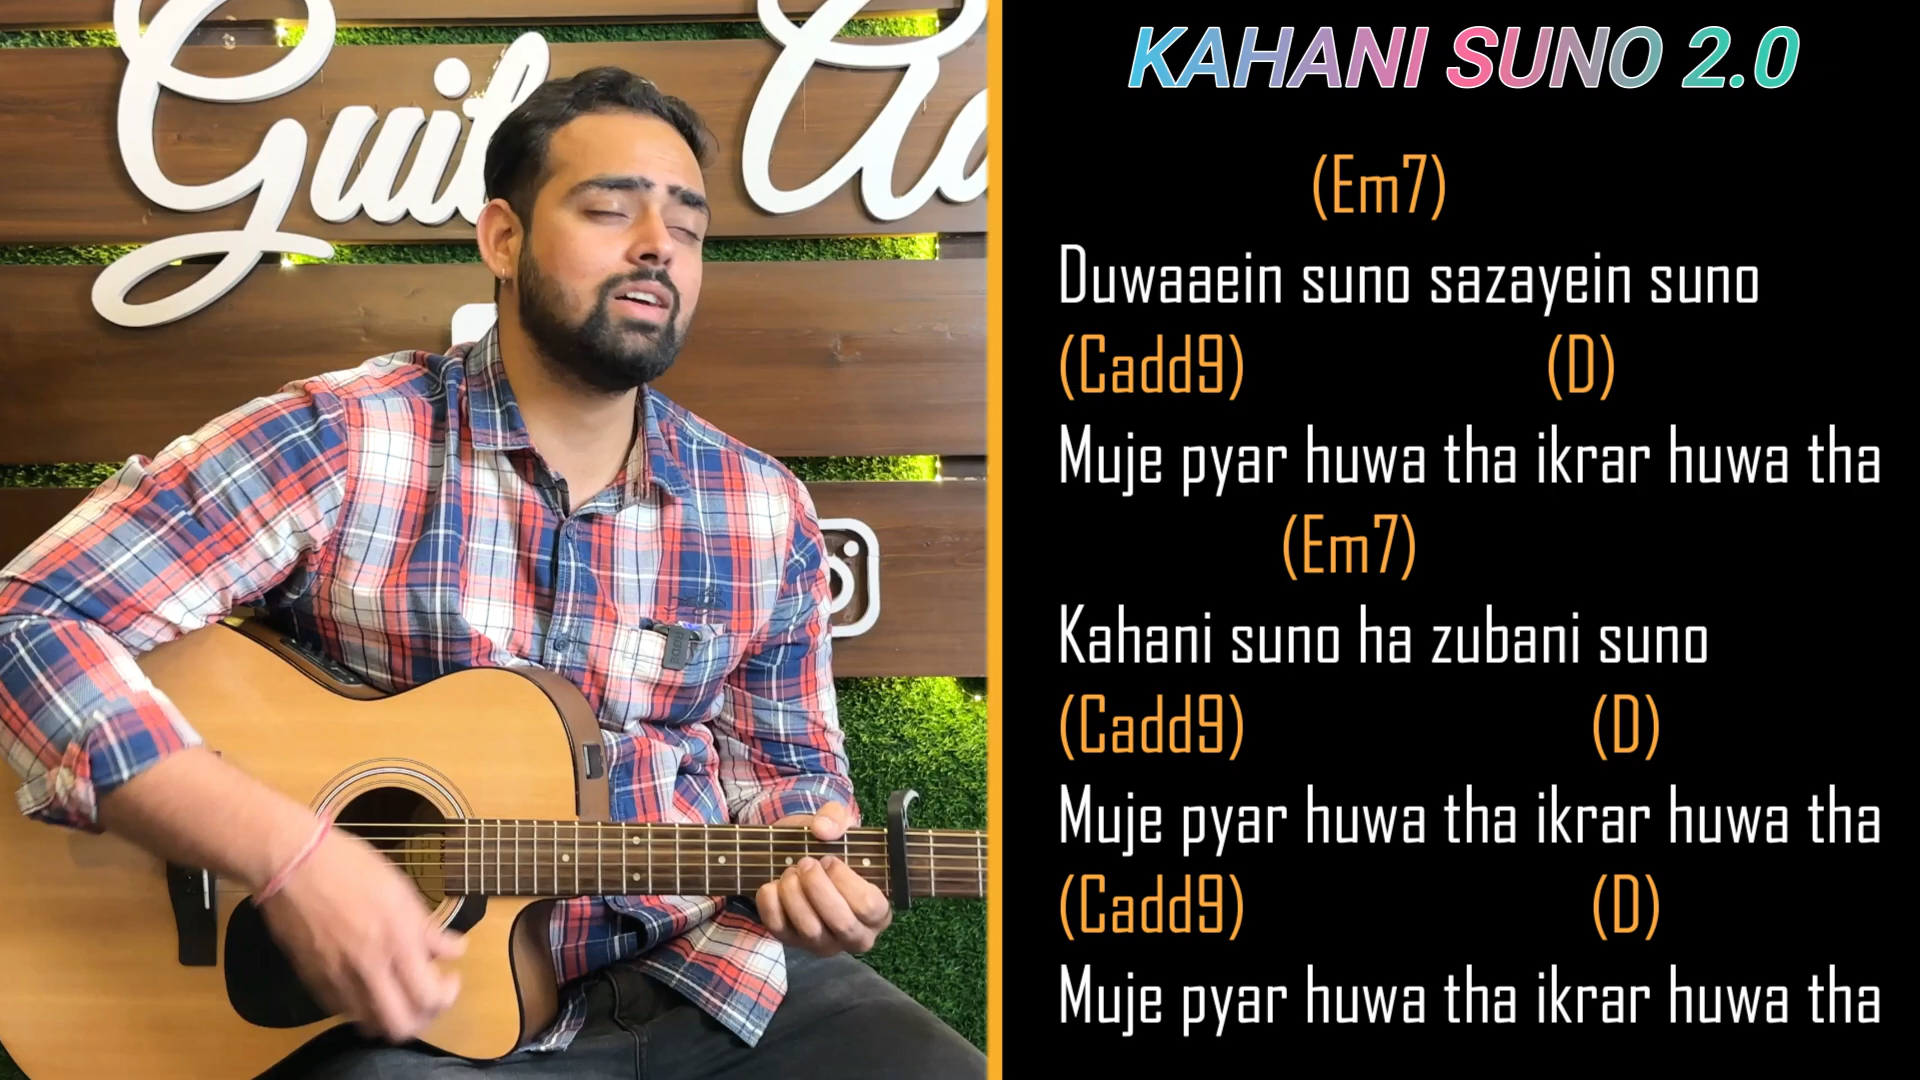 Guit
KAHANI SUNO 2.0
(Em7)
Duwaaein suno sazayein suno
(Cadd9) (D)
Muje pyar huwa tha ikrar huwa tha
(Em7)
Kahani suno ha zubani suno
(Cadd9) (D)
Muje pyar huwa tha ikrar huwa tha
(Cadd9) (D)
Muje pyar huwa tha ikrar huwa tha